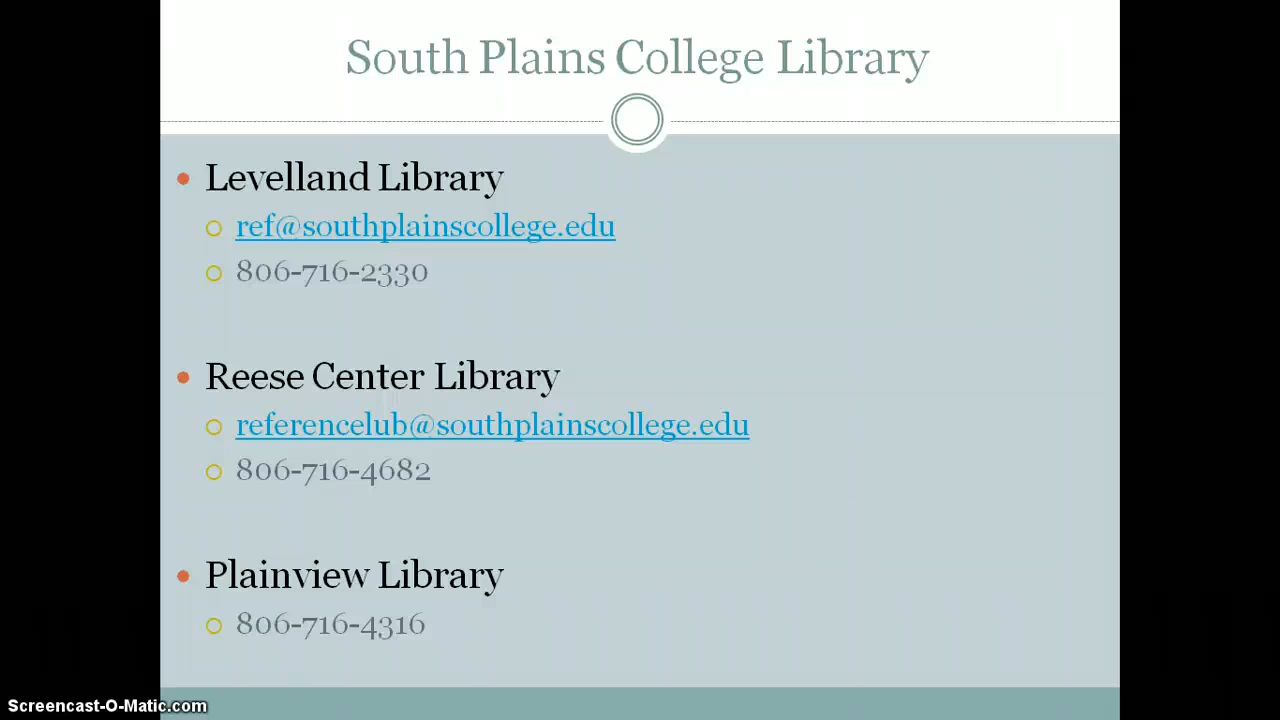 South Plains College Library
Levelland Library
ref@southplainscollege.edu
806-716-2330
Reese Center Library
referencelub@southplainscollege.edu
806-716-4682
Plainview Library
806-716-4316
Screencast-O-Matic.com